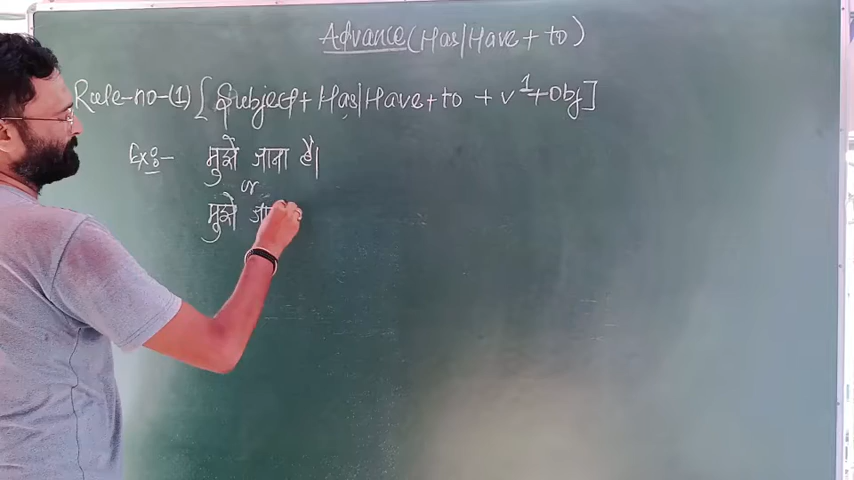 Advance(Has/Have + to)
Rule-no-(1) [Subject + Has/Have + to + v¹ + Obj]
Ex:- मुझे जाना है।
or
मुझे जा